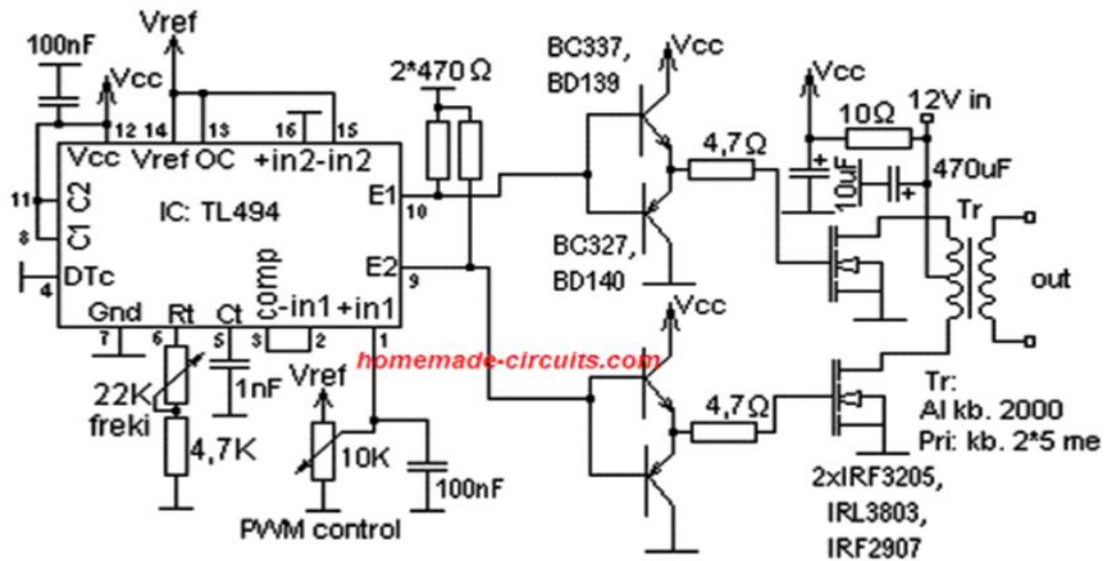 Vref
100nF
Vcc
12 14 13 16 15
Vcc Vref OC +in2 -in2
11 C2
8 C1
IC: TL494
E1
10
E2
9
DTc
4
comp
-in1 +in1
Gnd Rt Ct
7 6 5 3 2 1
2*470 Ω
22K
freki
1nF
4,7K
Vref
10K
100nF
PWM control
homemade-circuits.com
BC337,
BD139
Vcc
4,7Ω
BC327,
BD140
Vcc
4,7Ω
Vcc
10Ω
12V in
10uF
470uF
Tr
out
Tr:
Al kb. 2000
Pri: kb. 2*5 me
2xIRF3205,
IRL3803,
IRF2907